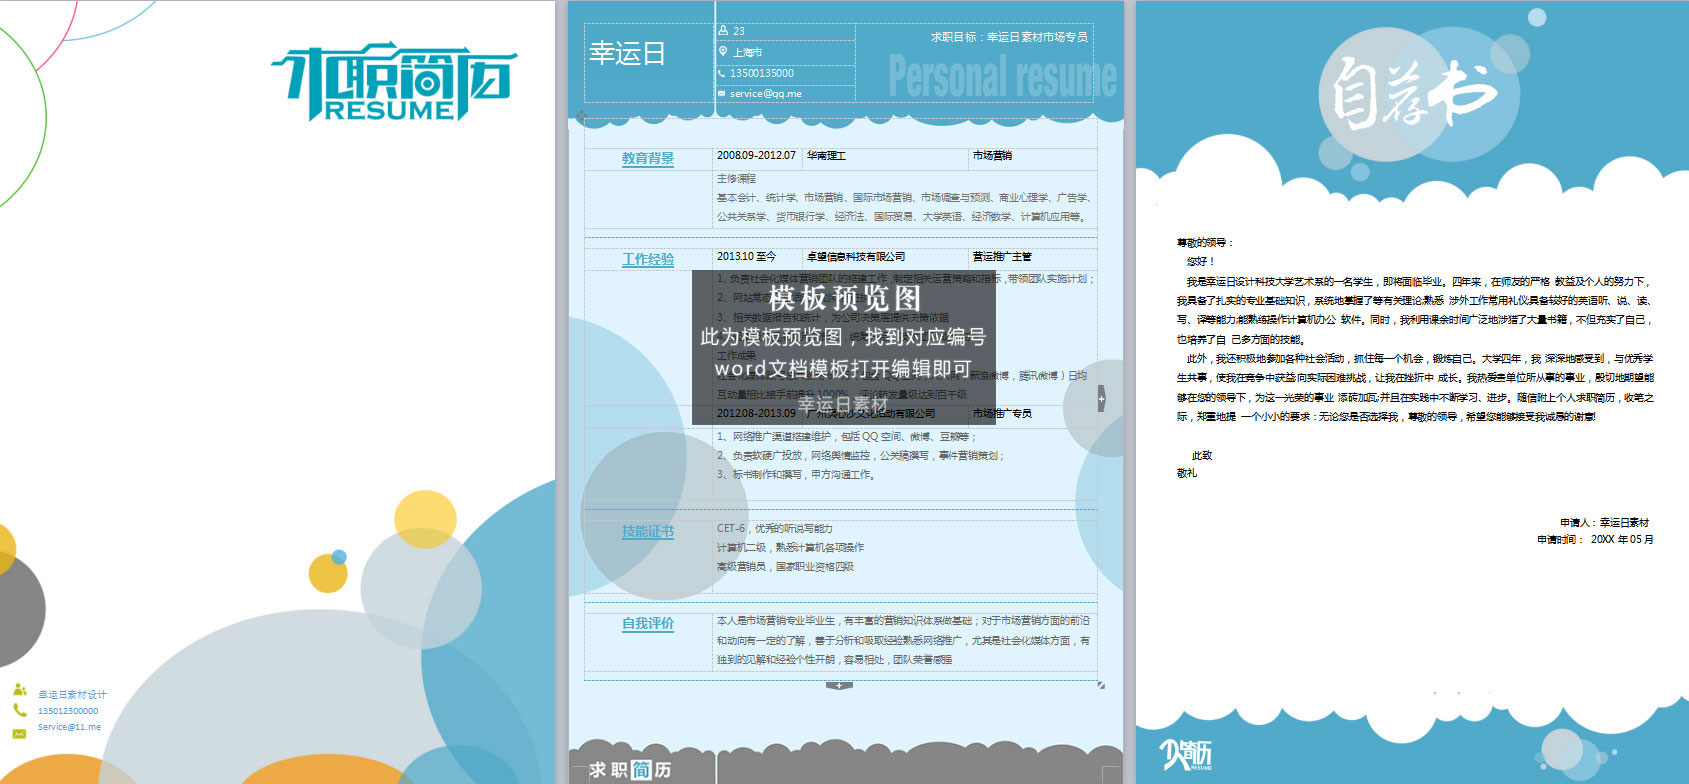 求职简历
RESUME
幸运日素材设计
135012300000
Service@11.me
幸运日
23
上海市
13500135000
service@qq.me
求职目标：幸运日素材市场专员
Personal resume
教育背景
2008.09-2012.07 华南理工 市场营销
主修课程
基本会计、统计学、市场营销、国际市场营销、市场调查与预测、商业心理学、广告学、
公共关系学、货币银行学、经济法、国际贸易、大学英语、经济数学、计算机应用等。
工作经验
2013.10 至今 卓望信息科技有限公司 营运推广主管
1、负责社会化媒体营销团队的搭建工作，制定相关运营策略和指标，带领团队实施计划；
2、网站常
3、相关数据报告和统计，为公司决策层提供决策依据
工作成果
新浪微博，腾讯微博）日均
互动量相比接手前提升1000%，评论转发量级达到百千级
模板预览图
此为模板预览图，找到对应编号
word文档模板打开编辑即可
幸运日素材
2012.08-2013.09 文化活动有限公司 市场推广专员
1、网络推广渠道搭建维护，包括QQ空间、微博、豆瓣等；
2、负责软硬广投放，网络舆情监控，公关稿撰写，事件营销策划；
3、标书制作和撰写，甲方沟通工作。
技能证书
CET-6，优秀的听说写能力
计算机二级，熟悉计算机各项操作
高级营销员，国家职业资格四级
自我评价
本人是市场营销专业毕业生，有丰富的营销知识体系做基础；对于市场营销方面的前沿
和动向有一定的了解，善于分析和吸取经验熟悉网络推广，尤其是社会化媒体方面，有
独到的见解和经验个性开朗，容易相处，团队荣誉感强
求职简历
自荐书
尊敬的领导：
您好！
我是幸运日设计科技大学艺术系的一名学生，即将面临毕业。四年来，在师友的严格 教益及个人的努力下，
我具备了扎实的专业基础知识，系统地掌握了等有关理论;熟悉 涉外工作常用礼仪;具备较好的英语听、说、读、
写、译等能力;能熟练操作计算机办公 软件。同时，我利用课余时间广泛地涉猎了大量书籍，不但充实了自己，
也培养了自 己多方面的技能。
此外，我还积极地参加各种社会活动，抓住每一个机会，锻炼自己。大学四年，我 深深地感受到，与优秀学
生共事，使我在竞争中获益;向实际困难挑战，让我在挫折中 成长。我热爱贵单位所从事的事业，殷切地期望能
够在您的领导下，为这一光荣的事业 添砖加瓦;并且在实践中不断学习、进步。随信附上个人求职简历，收笔之
际，郑重地提 一个小小的要求：无论您是否选择我，尊敬的领导，希望您能够接受我诚恳的谢意!
此致
敬礼
申请人：幸运日素材
申请时间： 20XX 年 05 月
简历
RESUME